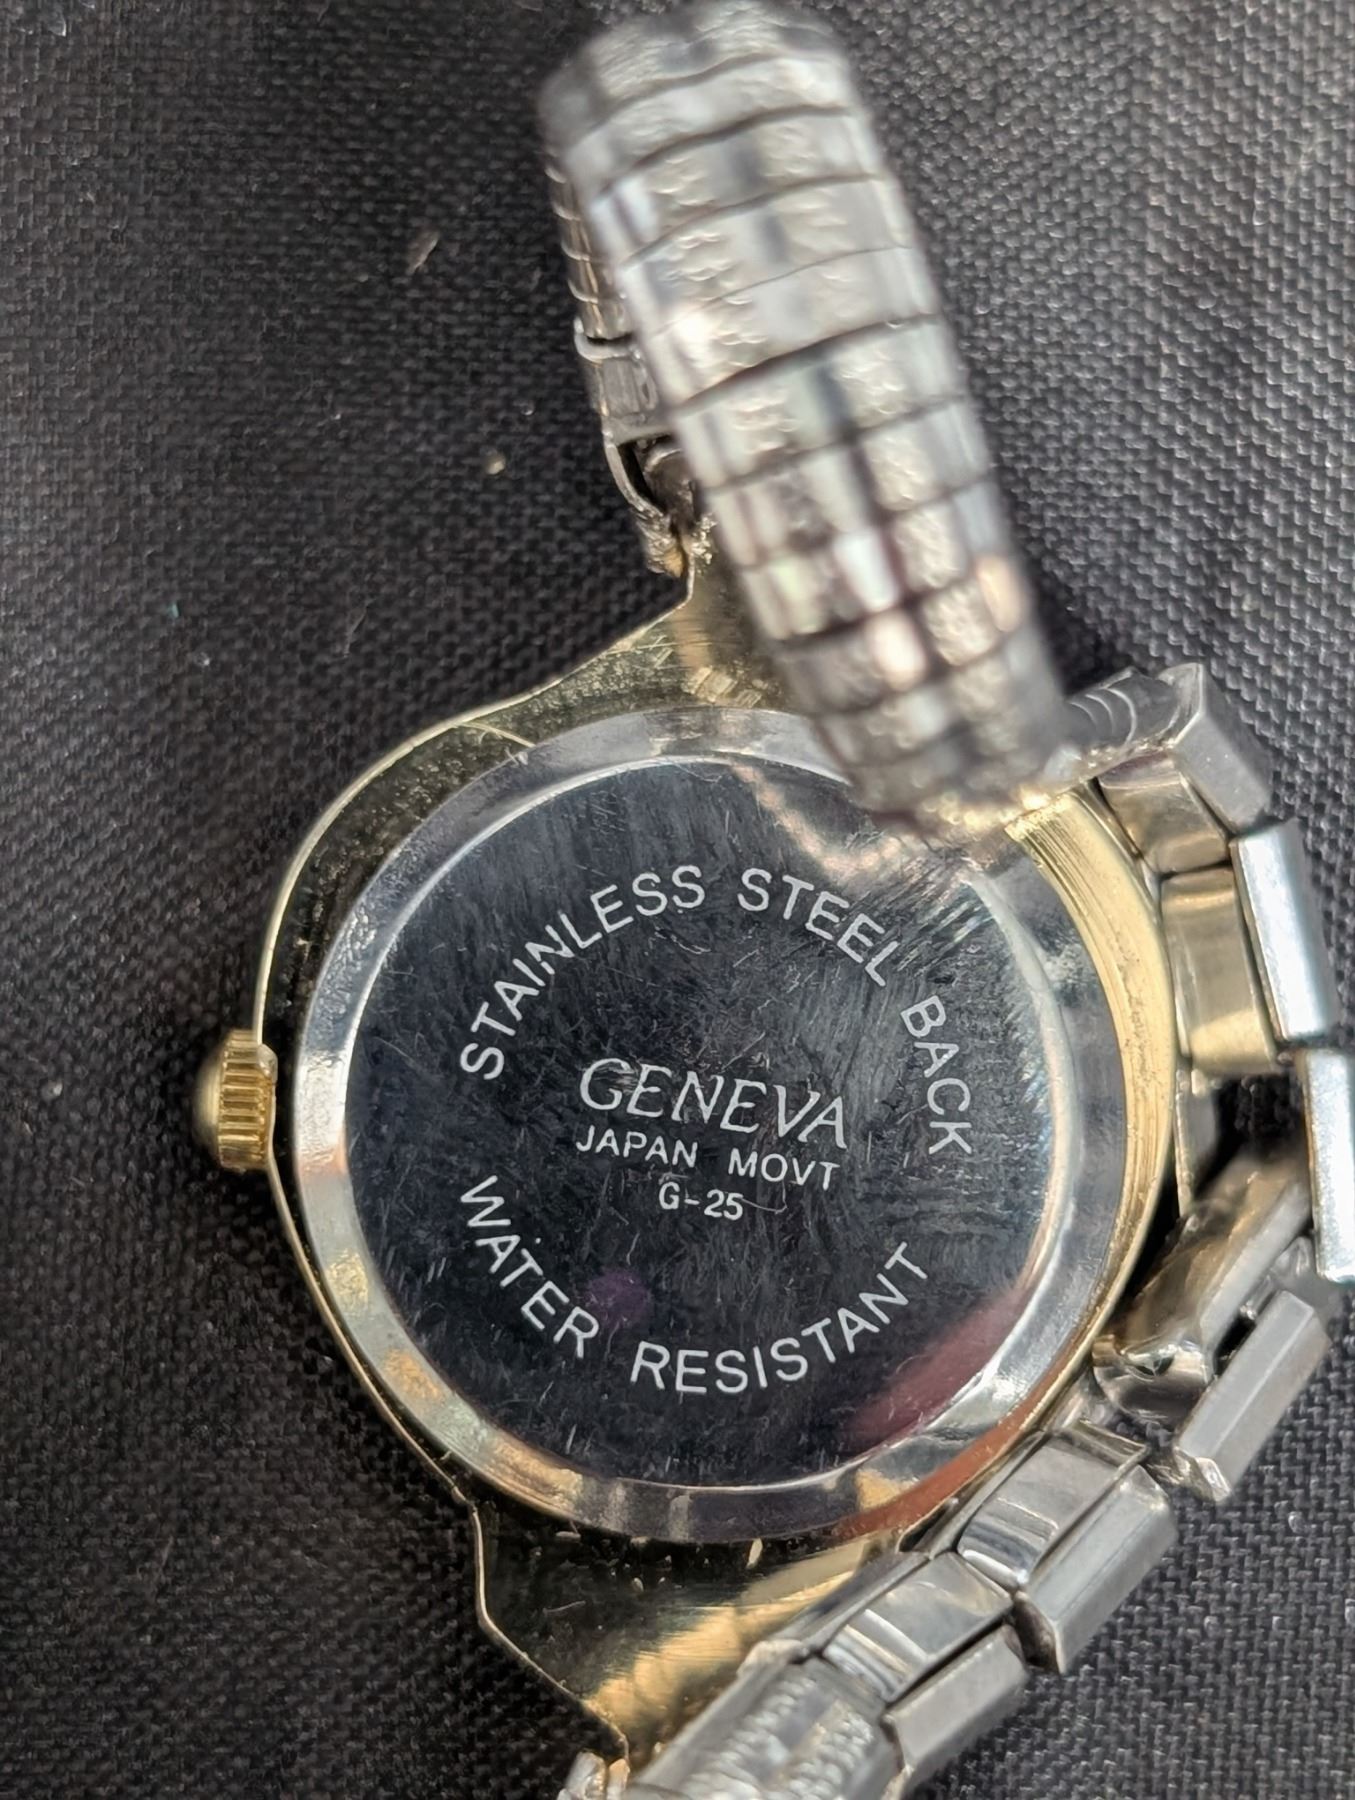 STAINLESS STEEL BACK
GENEVA
JAPAN MOVT
G-25
WATER RESISTANT